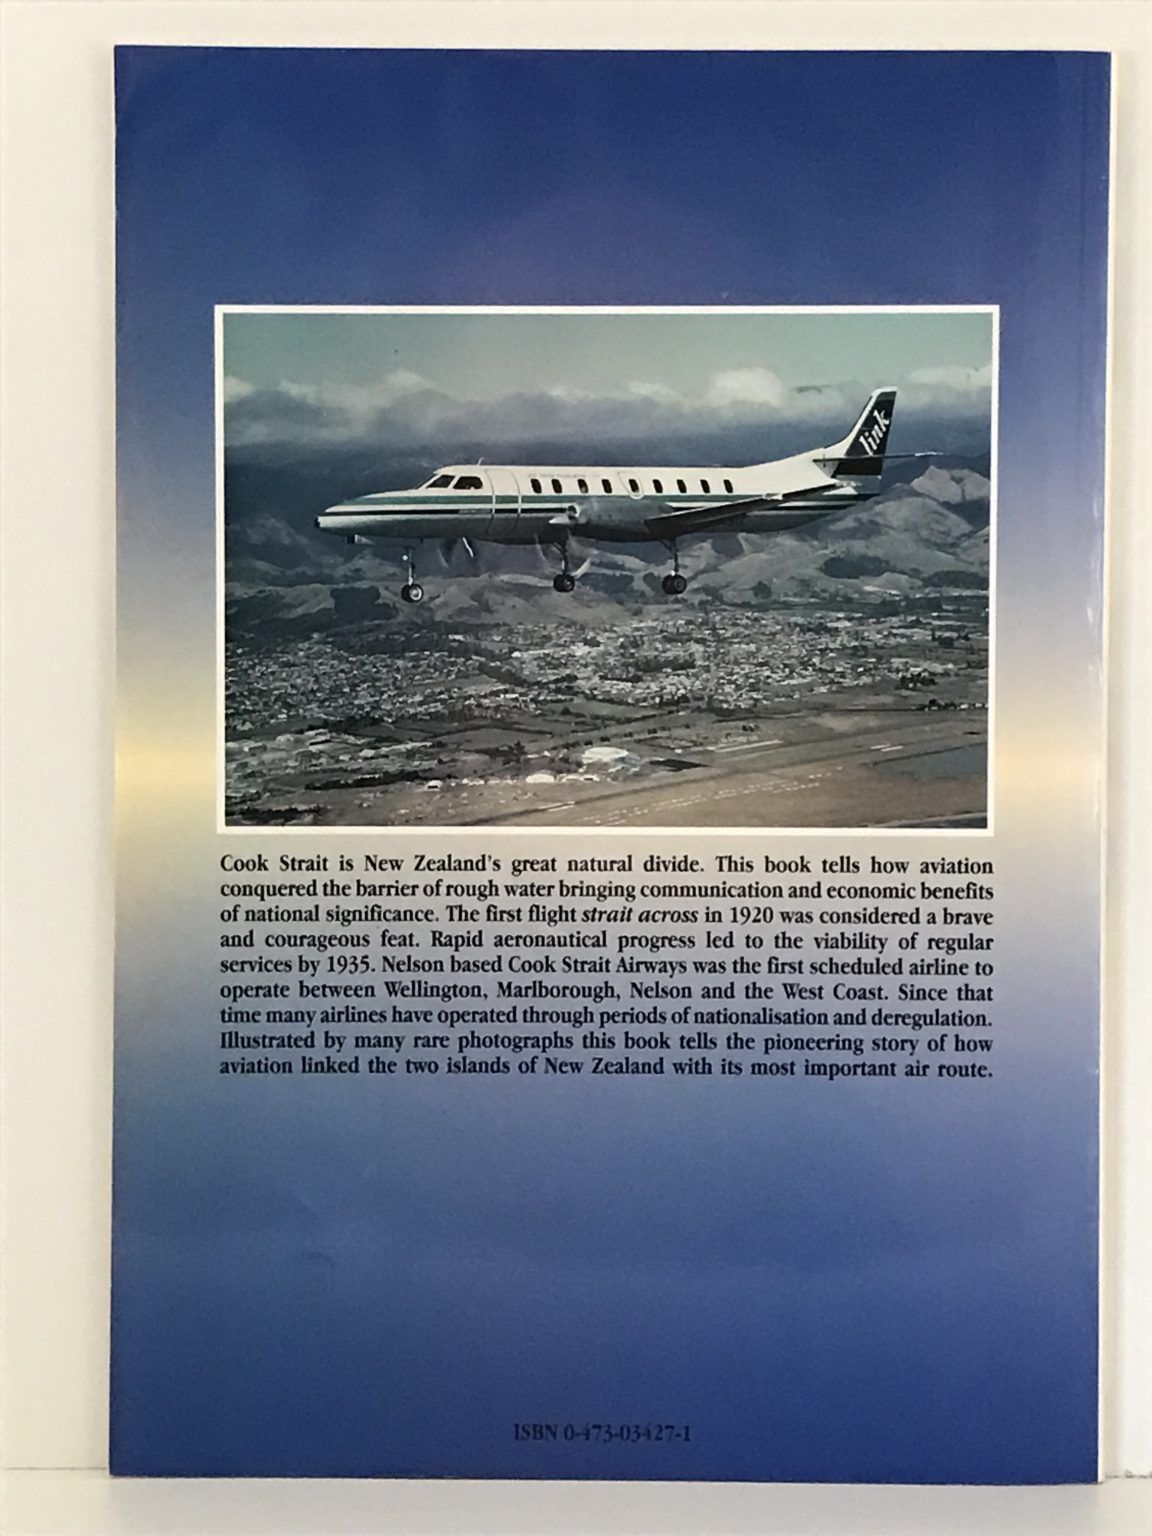 link
Cook Strait is New Zealand's great natural divide. This book tells how aviation
conquered the barrier of rough water bringing communication and economic benefits
of national significance. The first flight strait across in 1920 was considered a brave
and courageous feat. Rapid aeronautical progress led to the viability of regular
services by 1935. Nelson based Cook Strait Airways was the first scheduled airline to
operate between Wellington, Marlborough, Nelson and the West Coast. Since that
time many airlines have operated through periods of nationalisation and deregulation.
Illustrated by many rare photographs this book tells the pioneering story of how
aviation linked the two islands of New Zealand with its most important air route.
ISBN 0-473-03427-1